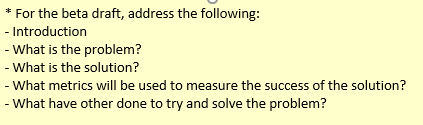 * For the beta draft, address the following:
- Introduction
- What is the problem?
- What is the solution?
- What metrics will be used to measure the success of the solution?
- What have other done to try and solve the problem?